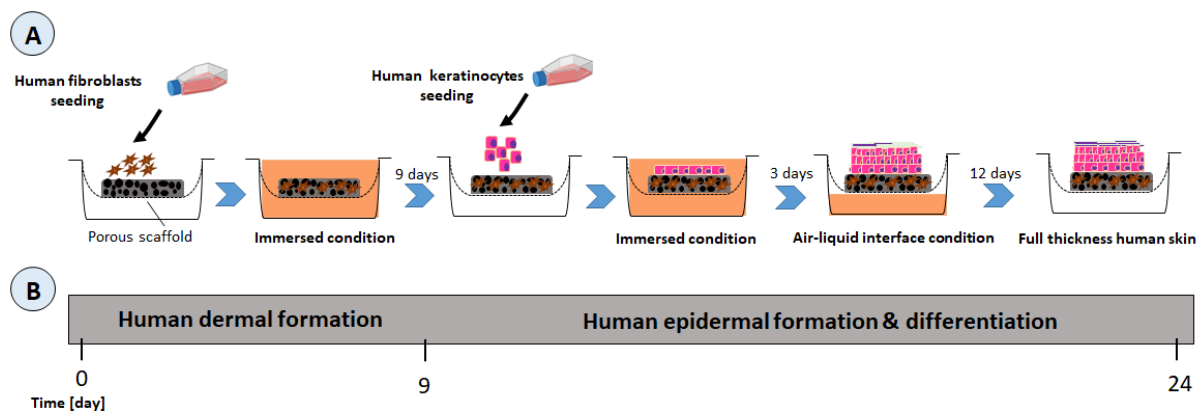 A
Human fibroblasts
seeding
Human keratinocytes
seeding
9 days
3 days
12 days
Porous scaffold
Immersed condition
Immersed condition
Air-liquid interface condition
Full thickness human skin
B
Human dermal formation
Human epidermal formation & differentiation
0
9
24
Time [day]